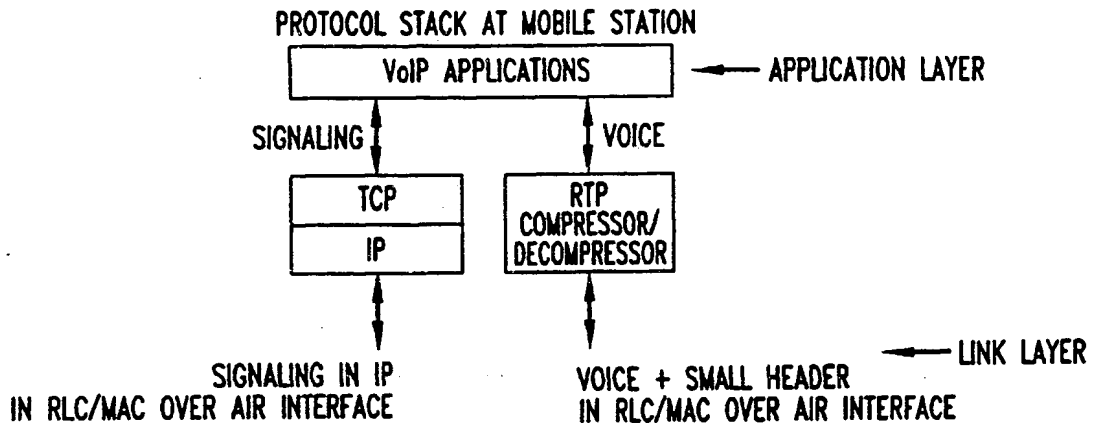 PROTOCOL STACK AT MOBILE STATION
VoIP APPLICATIONS
APPLICATION LAYER
SIGNALING
VOICE
TCP
IP
RTP
COMPRESSOR/
DECOMPRESSOR
LINK LAYER
SIGNALING IN IP
IN RLC/MAC OVER AIR INTERFACE
VOICE + SMALL HEADER
IN RLC/MAC OVER AIR INTERFACE